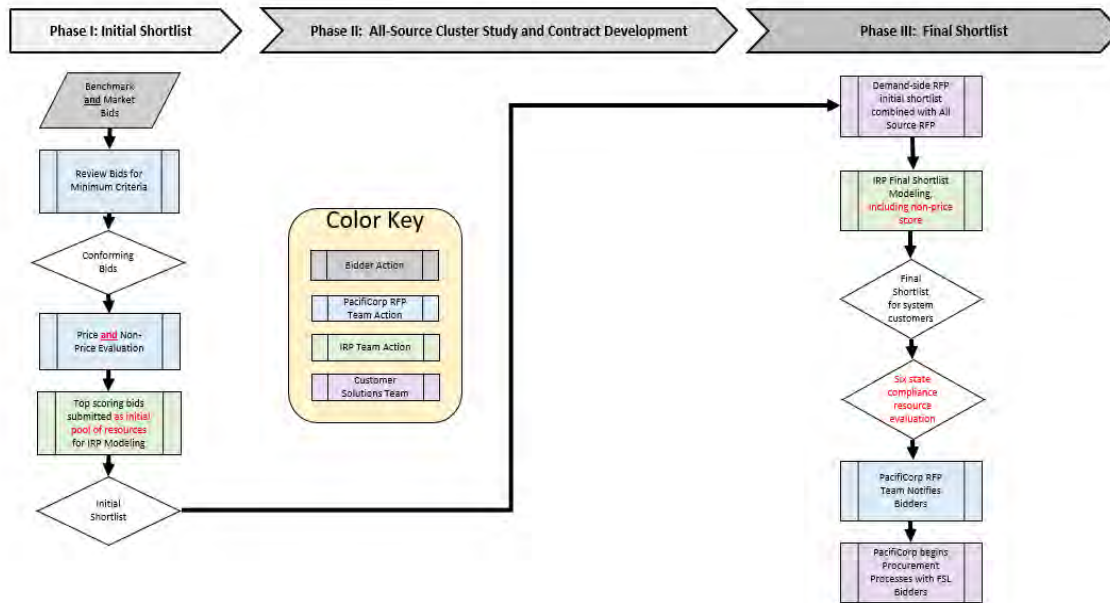 Phase I: Initial Shortlist
Phase II: All-Source Cluster Study and Contract Development
Phase III: Final Shortlist
Benchmark
and Market
Bids
Review Bids for
Minimum Criteria
Conforming
Bids
Price and Non-
Price Evaluation
Top scoring bids
submitted as initial
pool of resources
for IRP Modeling
Initial
Shortlist
Color Key
Bidder Action
PacifiCorp RFP
Team Action
IRP Team Action
Customer
Solutions Team
Demand-side RFP
initial shortlist
combined with All
Source RFP
IRP Final Shortlist
Modeling,
including non-price
store
Final
Shortlist
for system
customers
Six state
compliance
resource
evaluation
PacifiCorp RFP
Team Notifies
Bidders
PacifiCorp begins
Procurement
Processes with FSL
Bidders